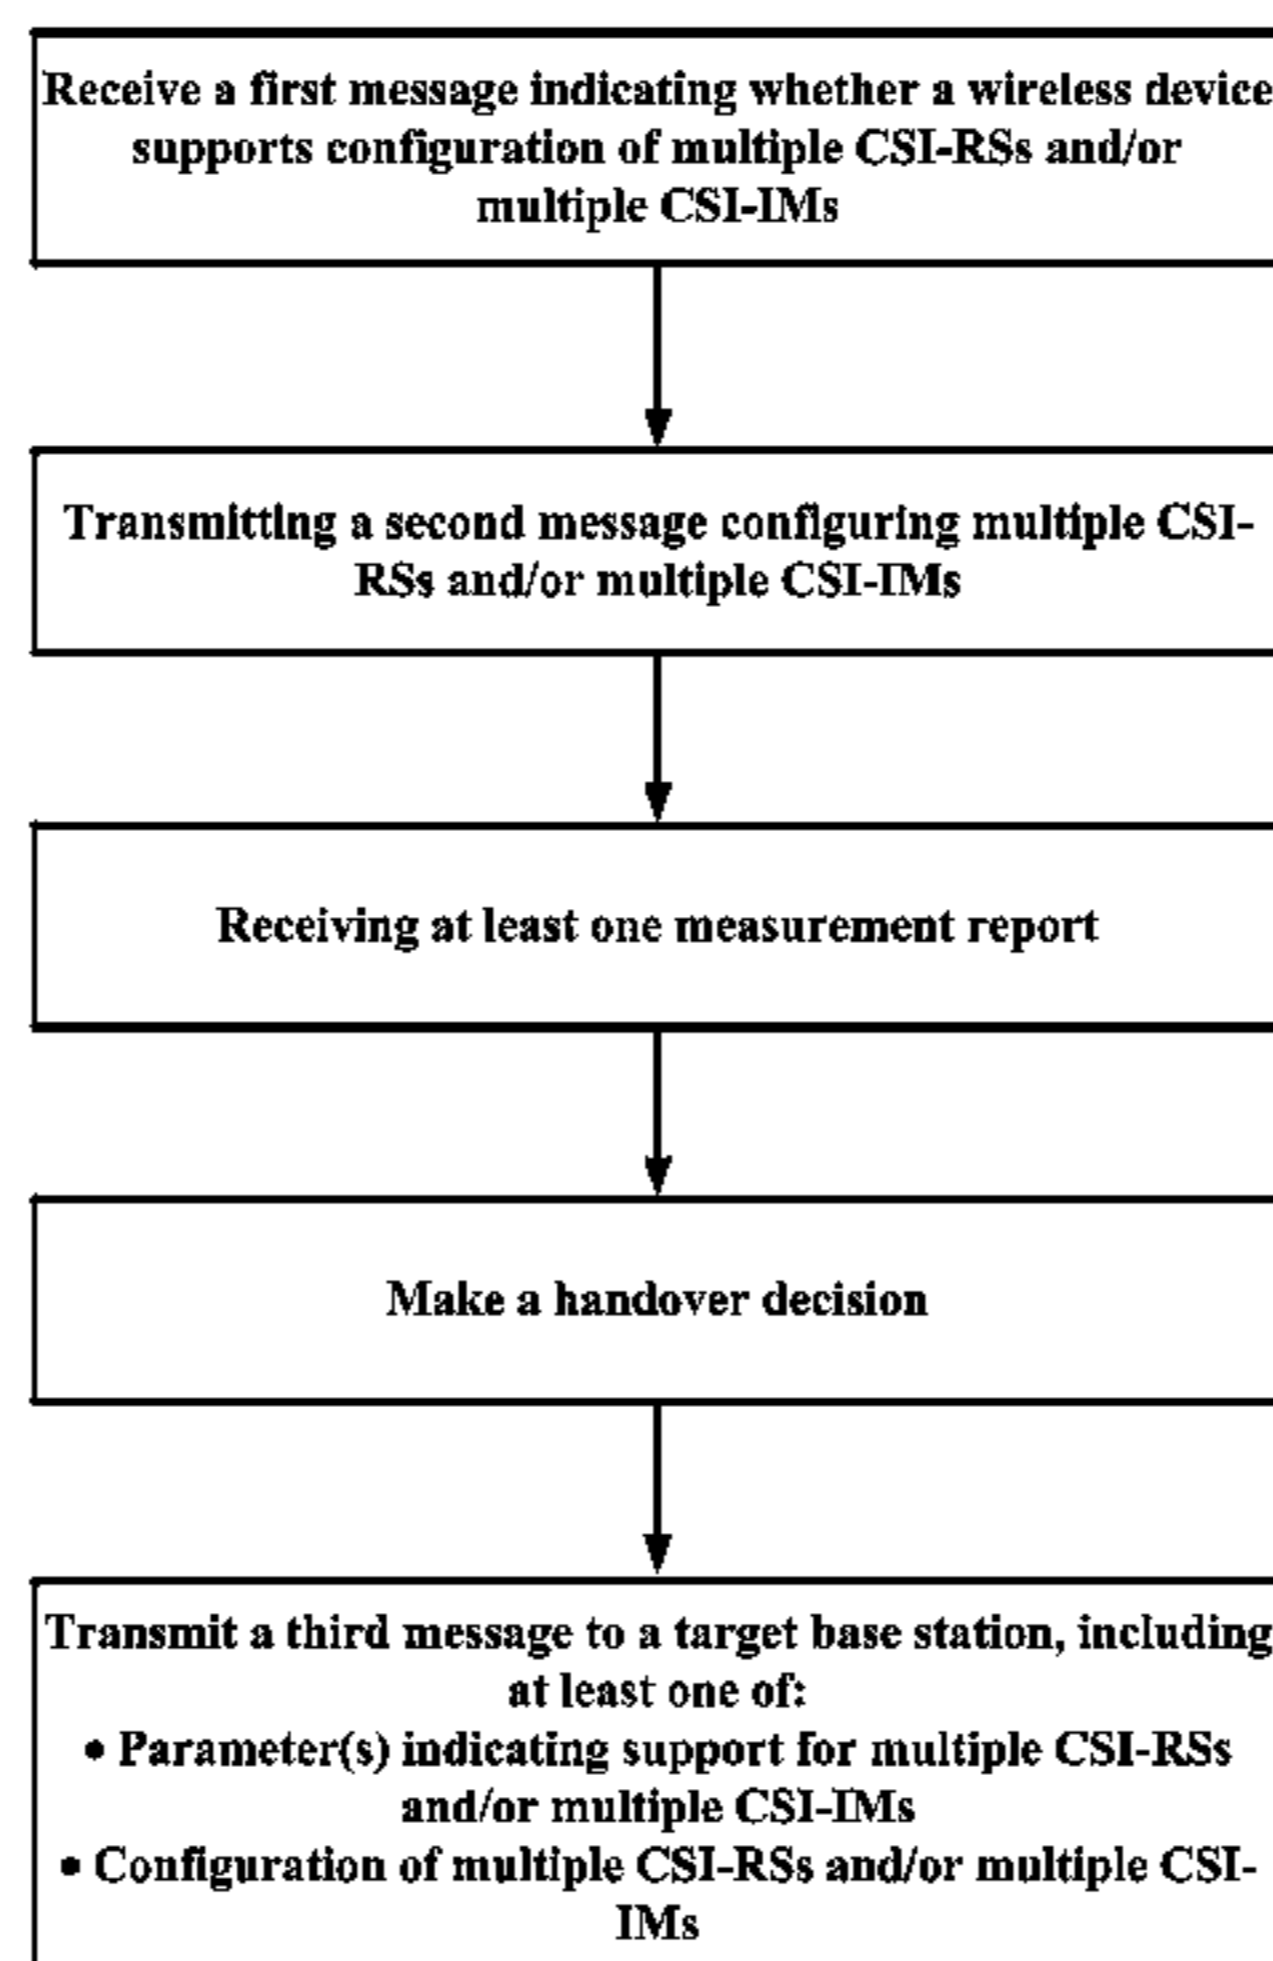 Receive a first message indicating whether a wireless device
supports configuration of multiple CSI-RSs and/or
multiple CSI-IMs
Transmitting a second message configuring multiple CSI-
RSs and/or multiple CSI-IMs
Receiving at least one measurement report
Make a handover decision
Transmit a third message to a target base station, including
at least one of:
• Parameter(s) indicating support for multiple CSI-RSs
and/or multiple CSI-IMs
• Configuration of multiple CSI-RSs and/or multiple CSI-
IMs